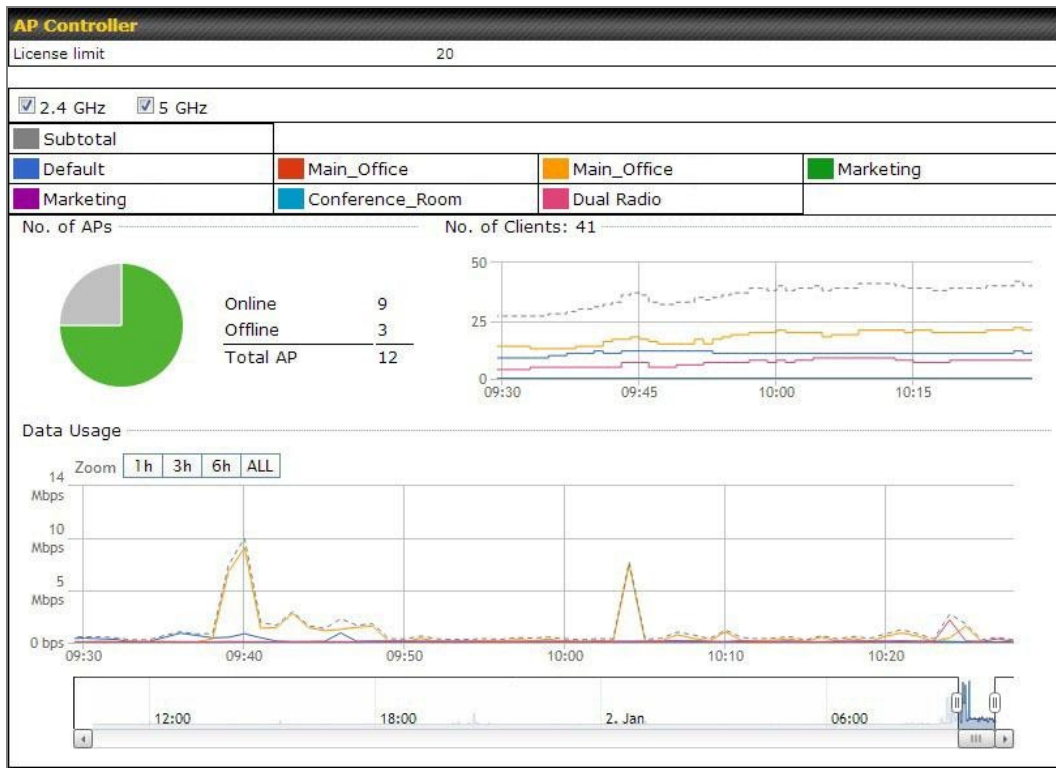 AP Controller
License limit 20
2.4 GHz 5 GHz
Subtotal
Default Main_Office Main_Office Marketing
Marketing Conference_Room Dual Radio
No. of APs No. of Clients: 41
Online 9
Offline 3
Total AP 12
50
25
0
09:30 09:45 10:00 10:15
Data Usage
Zoom 1h 3h 6h ALL
14
Mbps
10
Mbps
5
Mbps
0 bps
09:30 09:40 09:50 10:00 10:10 10:20
12:00 18:00 2. Jan 06:00